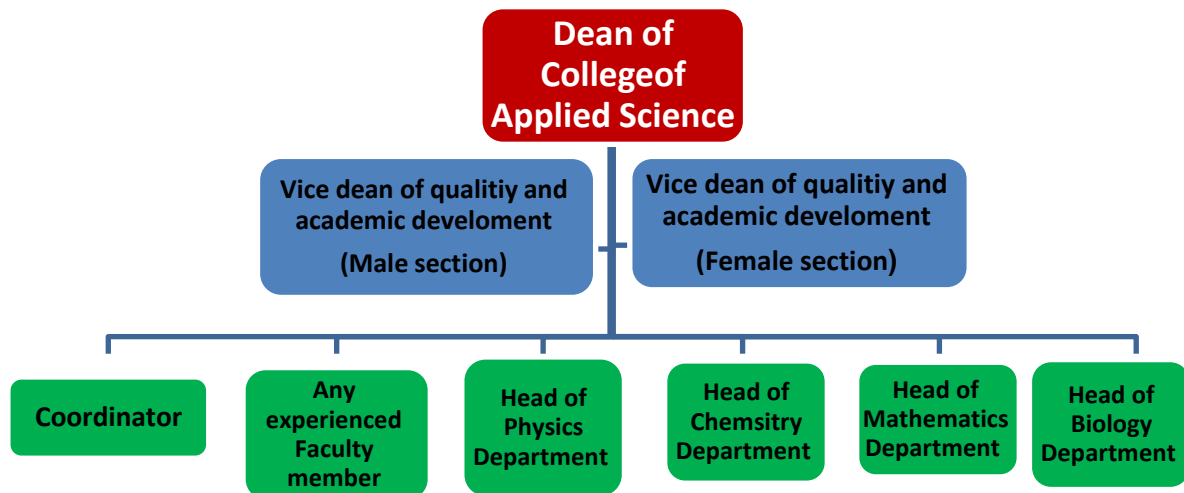 Dean of
Collegeof
Applied Science
Vice dean of qualitiy and
academic develoment
(Male section)
Vice dean of qualitiy and
academic develoment
(Female section)
Coordinator
Any
experienced
Faculty
member
Head of
Physics
Department
Head of
Chemsitry
Department
Head of
Mathematics
Department
Head of
Biology
Department